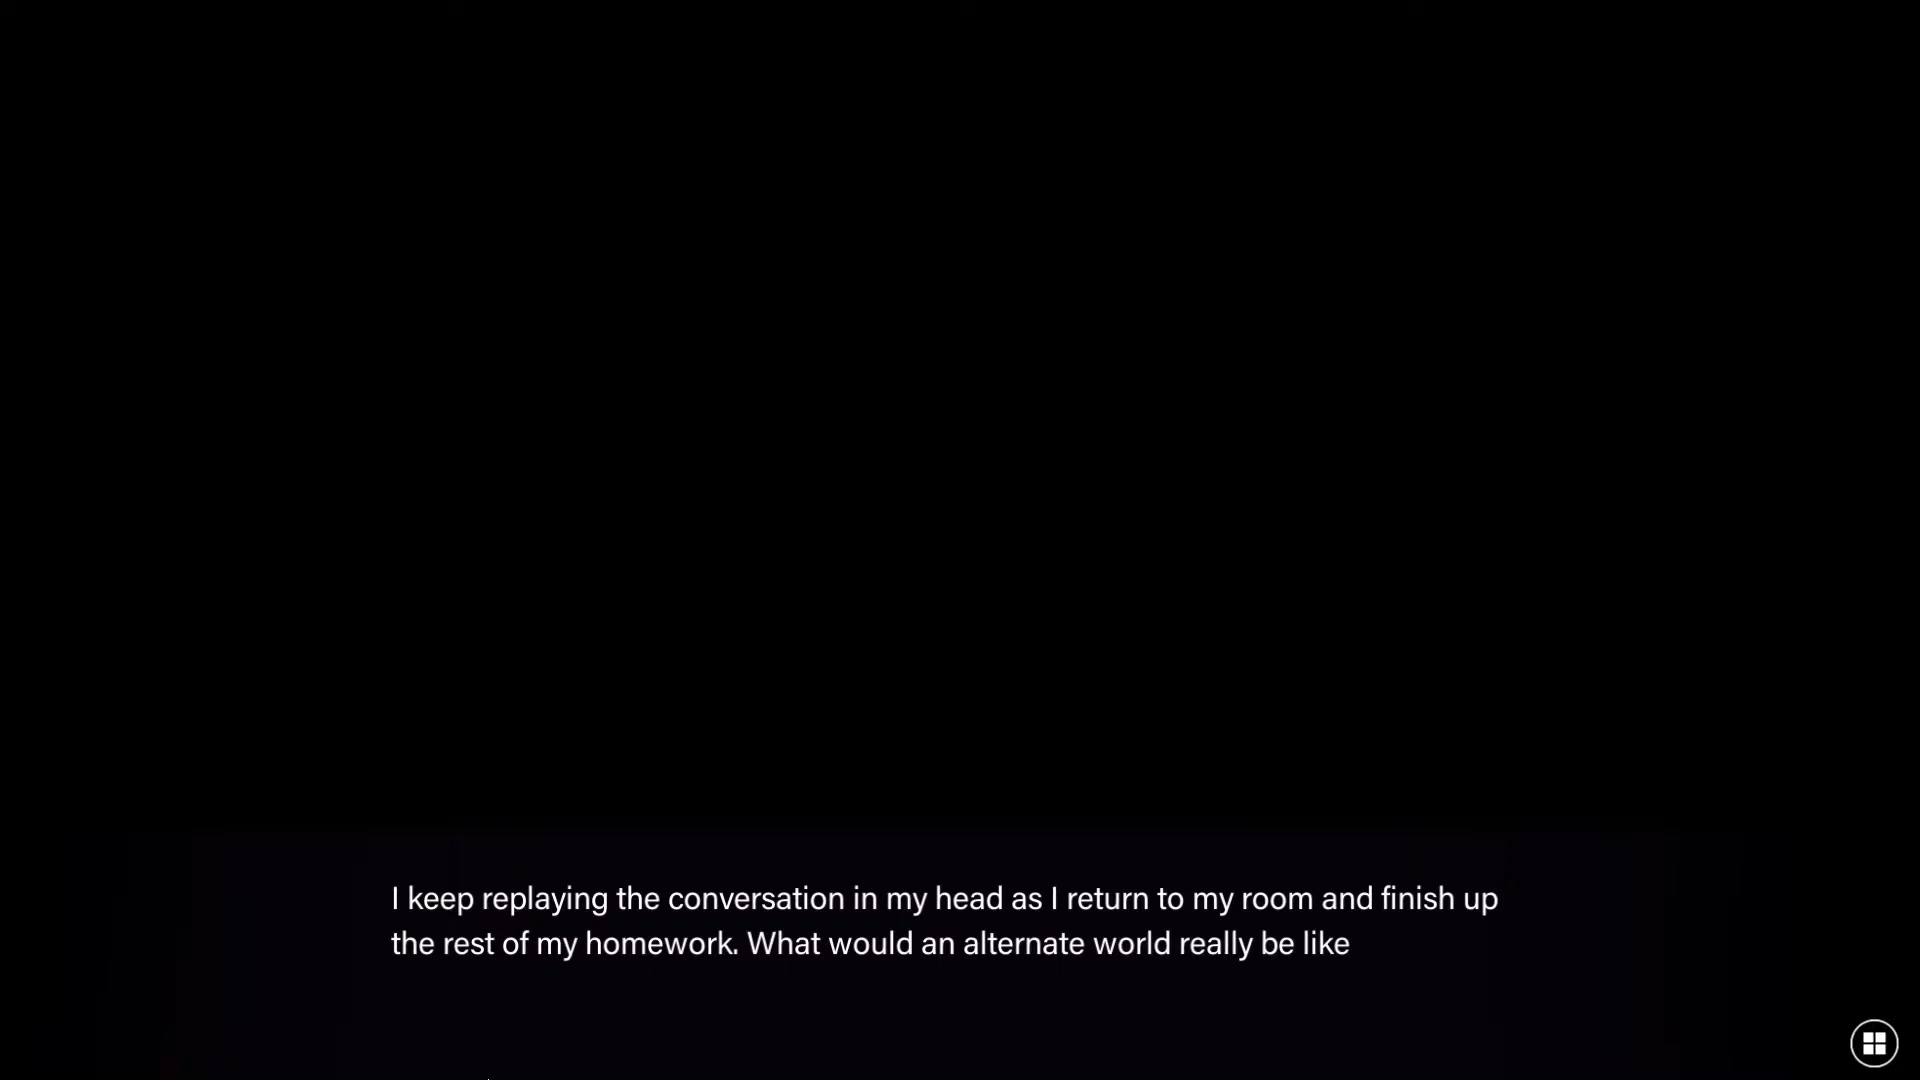 I keep replaying the conversation in my head as I return to my room and finish up
the rest of my homework. What would an alternate world really be like